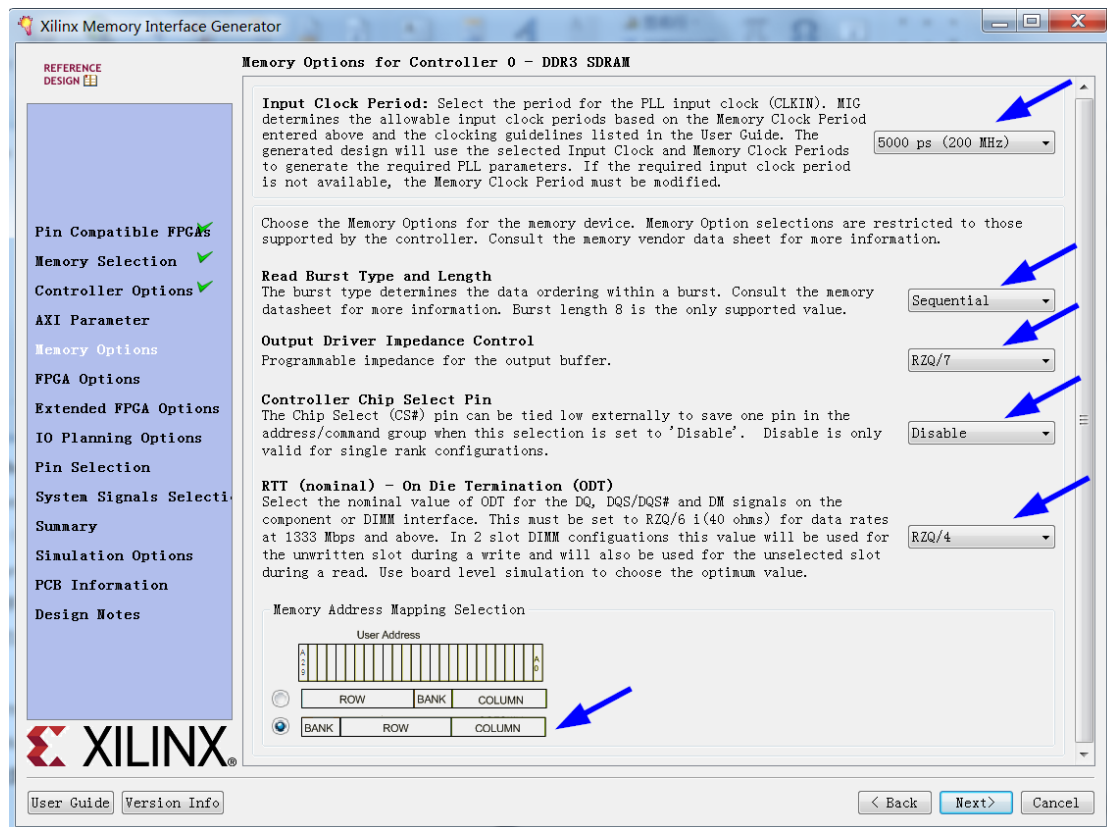 Xilinx Memory Interface Generator
REFERENCE
DESIGN
Memory Options for Controller 0 - DDR3 SDRAM
Input Clock Period: Select the period for the PLL input clock (CLKIN). MIG
determines the allowable input clock periods based on the Memory Clock Period
entered above and the clocking guidelines listed in the User Guide. The
generated design will use the selected Input Clock and Memory Clock Periods
to generate the required PLL parameters. If the required input clock period
is not available, the Memory Clock Period must be modified.
5000 ps (200 MHz)
Choose the Memory Options for the memory device. Memory Option selections are restricted to those
supported by the controller. Consult the memory vendor data sheet for more information.
Read Burst Type and Length
The burst type determines the data ordering within a burst. Consult the memory
datasheet for more information. Burst length 8 is the only supported value.
Sequential
Output Driver Impedance Control
Programmable impedance for the output buffer.
RZQ/7
Controller Chip Select Pin
The Chip Select (CS#) pin can be tied low externally to save one pin in the
address/command group when this selection is set to 'Disable'. Disable is only
valid for single rank configurations.
Disable
RTT (nominal) - On Die Termination (ODT)
Select the nominal value of ODT for the DQ, DQS/DQS# and DM signals on the
component or DIMM interface. This must be set to RZQ/6 i(40 ohms) for data rates
at 1333 Mbps and above. In 2 slot DIMM configuations this value will be used for
the unwritten slot during a write and will also be used for the unselected slot
during a read. Use board level simulation to choose the optimum value.
RZQ/4
Memory Address Mapping Selection
User Address
A29
A0
ROW BANK COLUMN
BANK ROW COLUMN
Pin Compatible FPGAs
Memory Selection
Controller Options
AXI Parameter
Memory Options
FPGA Options
Extended FPGA Options
IO Planning Options
Pin Selection
System Signals Selecti
Summary
Simulation Options
PCB Information
Design Notes
XILINX®
User Guide
Version Info
< Back
Next>
Cancel